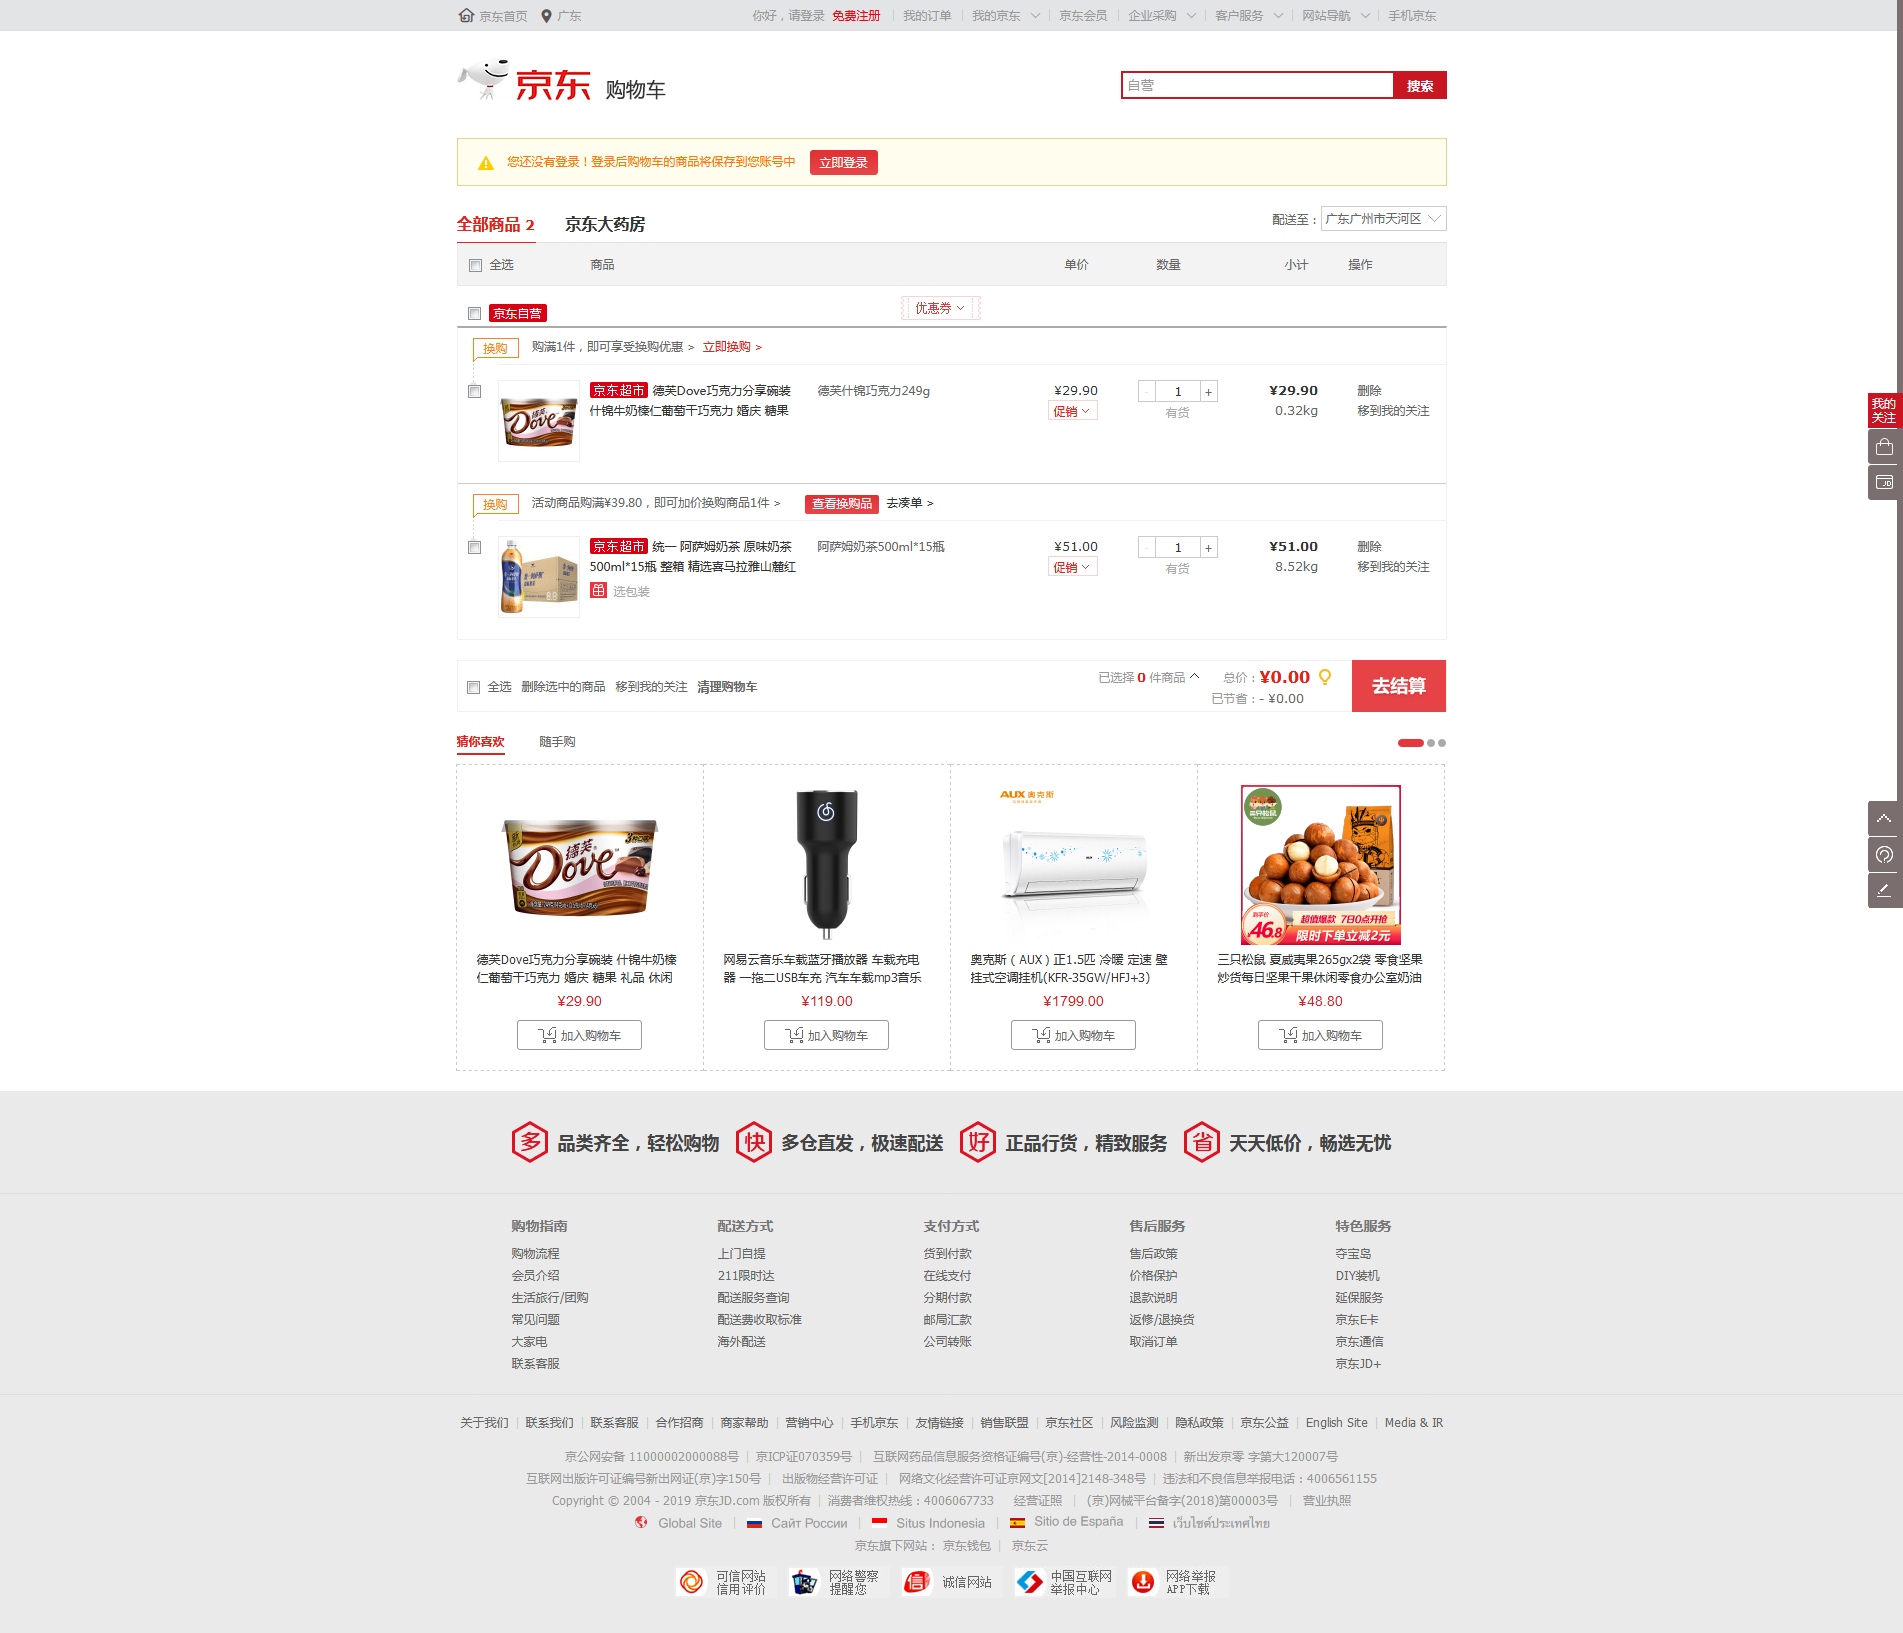 京东首页 广东 你好，请登录 免费注册 我的订单 我的京东 京东会员 企业采购 客户服务 网站导航 手机京东
京东 购物车 自营 搜索
您还没有登录！登录后购物车的商品将保存到您账号中 立即登录
全部商品 2 京东大药房 配送至：广东广州市天河区
全选 商品 单价 数量 小计 操作
京东自营 优惠券
换购 购满1件，即可享受换购优惠 > 立即换购 >
京东超市 德芙Dove巧克力分享碗装 德芙什锦巧克力249g ¥29.90 - 1 + ¥29.90 删除
什锦牛奶榛仁葡萄干巧克力 婚庆 糖果 促销 有货 0.32kg 移到我的关注
换购 活动商品购满¥39.80，即可加价换购商品1件 > 查看换购品 去凑单 >
京东超市 统一 阿萨姆奶茶 原味奶茶 阿萨姆奶茶500ml*15瓶 ¥51.00 - 1 + ¥51.00 删除
500ml*15瓶 整箱 精选喜马拉雅山麓红 促销 有货 8.52kg 移到我的关注
选包装
全选 删除选中的商品 移到我的关注 清理购物车 已选择 0 件商品 总价：¥0.00 去结算
已节省：- ¥0.00
我的
关注
猜你喜欢 随手购
德芙
Dove
AUX 奥克斯
46.8
超值爆款 7日0点开抢
限时下单立减2元
德芙Dove巧克力分享碗装 什锦牛奶榛
仁葡萄干巧克力 婚庆 糖果 礼品 休闲
¥29.90
加入购物车
网易云音乐车载蓝牙播放器 车载充电
器 一拖二USB车充 汽车车载mp3音乐
¥119.00
加入购物车
奥克斯（AUX）正1.5匹 冷暖 定速 壁
挂式空调挂机(KFR-35GW/HFJ+3)
¥1799.00
加入购物车
三只松鼠 夏威夷果265gx2袋 零食坚果
炒货每日坚果干果休闲零食办公室奶油
¥48.80
加入购物车
多 品类齐全，轻松购物 快 多仓直发，极速配送 好 正品行货，精致服务 省 天天低价，畅选无忧
购物指南
购物流程
会员介绍
生活旅行/团购
常见问题
大家电
联系客服
配送方式
上门自提
211限时达
配送服务查询
配送费收取标准
海外配送
支付方式
货到付款
在线支付
分期付款
邮局汇款
公司转账
售后服务
售后政策
价格保护
退款说明
返修/退换货
取消订单
特色服务
夺宝岛
DIY装机
延保服务
京东E卡
京东通信
京东JD+
关于我们 | 联系我们 | 联系客服 | 合作招商 | 商家帮助 | 营销中心 | 手机京东 | 友情链接 | 销售联盟 | 京东社区 | 风险监测 | 隐私政策 | 京东公益 | English Site | Media & IR
京公网安备 11000002000088号 | 京ICP证070359号 | 互联网药品信息服务资格证编号(京)-经营性-2014-0008 | 新出发京零 字第大120007号
互联网出版许可证编号新出网证(京)字150号 | 出版物经营许可证 | 网络文化经营许可证京网文[2014]2148-348号 | 违法和不良信息举报电话：4006561155
Copyright © 2004 - 2019 京东JD.com 版权所有 | 消费者维权热线：4006067733 经营证照 | (京)网械平台备字(2018)第00003号 | 营业执照
Global Site | Сайт России | Situs Indonesia | Sitio de España | เว็บไซต์ประเทศไทย
京东旗下网站： 京东钱包 | 京东云
可信网站
信用评价
网络警察
提醒您
诚信网站
中国互联网
举报中心
网络举报
APP下载